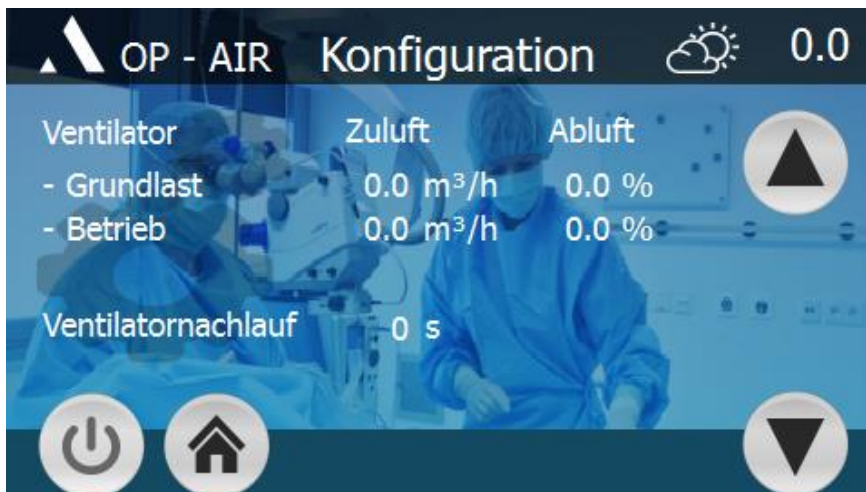 OP - AIR Konfiguration 0.0
Ventilator Zuluft Abluft
- Grundlast 0.0 m³/h 0.0 %
- Betrieb 0.0 m³/h 0.0 %
Ventilatornachlauf 0 s